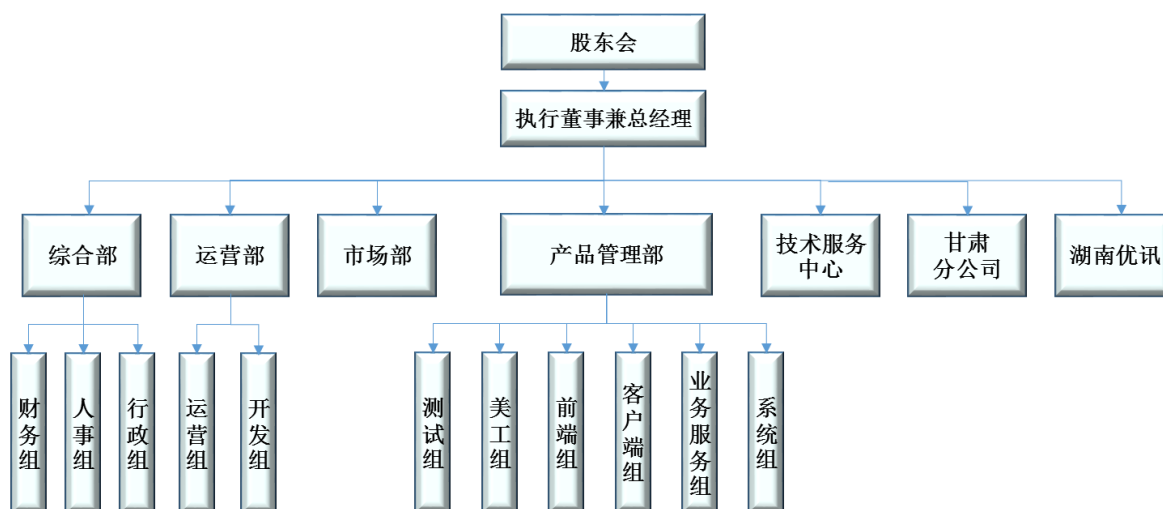 股东会
执行董事兼总经理
综合部
运营部
市场部
产品管理部
技术服务
中心
甘肃
分公司
湖南优讯
财务组
人事组
行政组
运营组
开发组
测试组
美工组
前端组
客户端组
业务服务组
系统组